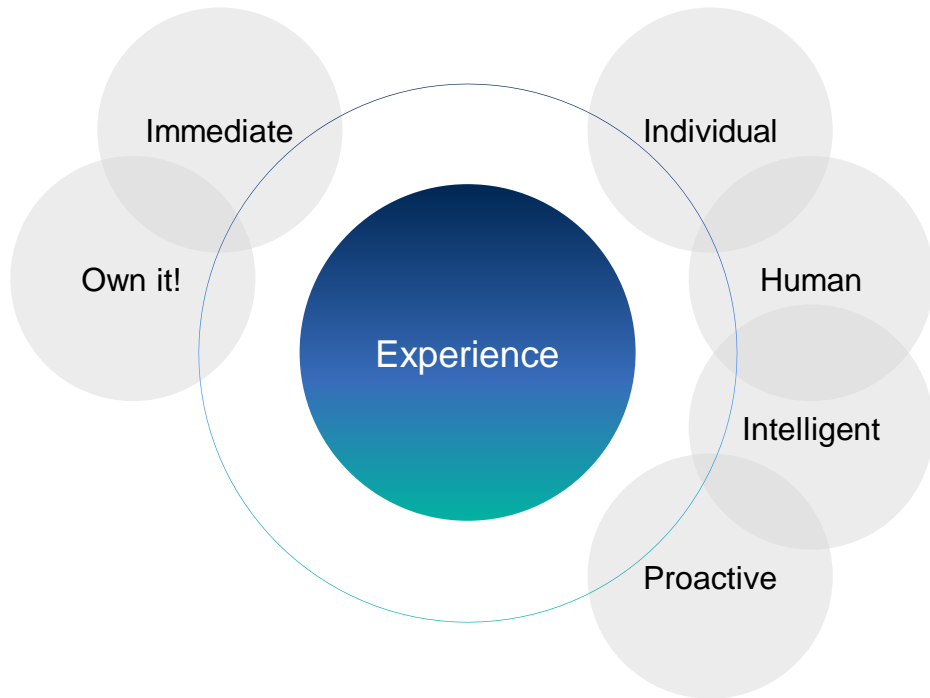 Immediate
Individual
Own it!
Human
Experience
Intelligent
Proactive